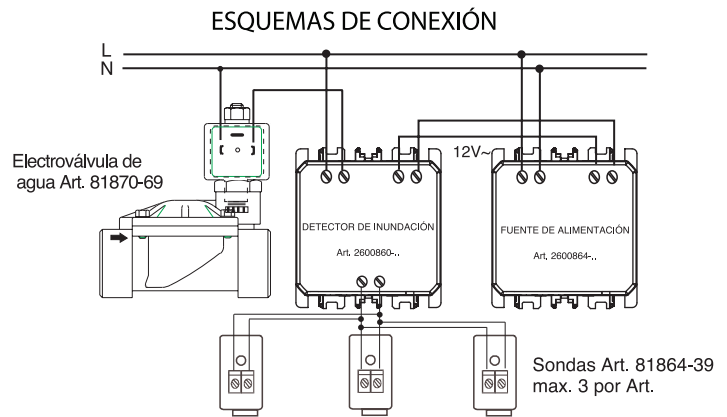 ESQUEMAS DE CONEXIÓN
L
N
12V~
Electroválvula de
agua Art. 81870-69
DETECTOR DE INUNDACIÓN
Art. 2600860-..
FUENTE DE ALIMENTACIÓN
Art. 2600864-..
Sondas Art. 81864-39
max. 3 por Art.